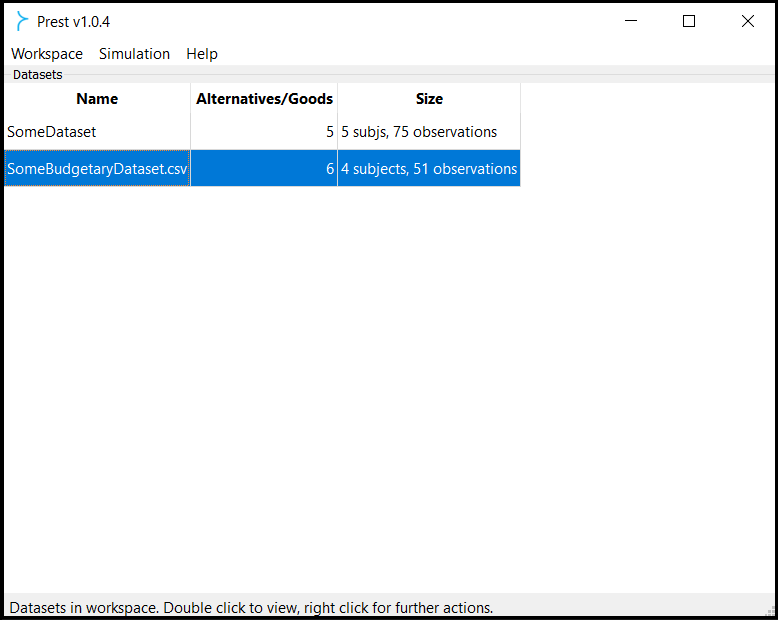 Prest v1.0.4
Workspace Simulation Help
Datasets
Name Alternatives/Goods Size
SomeDataset 5 5 subjs, 75 observations
SomeBudgetaryDataset.csv 6 4 subjects, 51 observations
Datasets in workspace. Double click to view, right click for further actions.